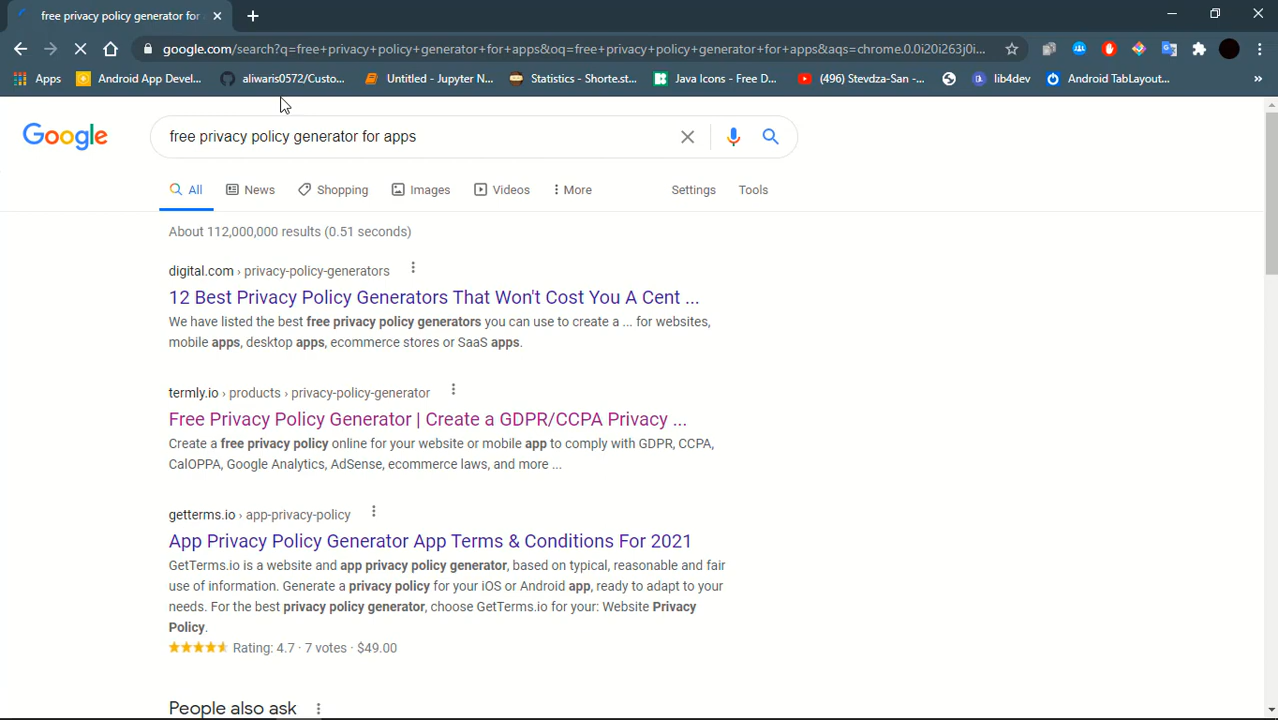 free privacy policy generator for
google.com/search?q=free+privacy+policy+generator+for+apps&oq=free+privacy+policy+generator+for+apps&aqs=chrome.0.0i20i263j0i...
Apps Android App Devel... aliwaris0572/Custo... Untitled - Jupyter N... Statistics - Shorte.st... Java Icons - Free D... (496) Stevdza-San -... lib4dev Android TabLayout... »
Google free privacy policy generator for apps
All News Shopping Images Videos More Settings Tools
About 112,000,000 results (0.51 seconds)
digital.com › privacy-policy-generators
12 Best Privacy Policy Generators That Won't Cost You A Cent ...
We have listed the best free privacy policy generators you can use to create a ... for websites,
mobile apps, desktop apps, ecommerce stores or SaaS apps.
termly.io › products › privacy-policy-generator
Free Privacy Policy Generator | Create a GDPR/CCPA Privacy ...
Create a free privacy policy online for your website or mobile app to comply with GDPR, CCPA,
CalOPPA, Google Analytics, AdSense, ecommerce laws, and more ...
getterms.io › app-privacy-policy
App Privacy Policy Generator App Terms & Conditions For 2021
GetTerms.io is a website and app privacy policy generator, based on typical, reasonable and fair
use of information. Generate a privacy policy for your iOS or Android app, ready to adapt to your
needs. For the best privacy policy generator, choose GetTerms.io for your: Website Privacy
Policy.
Rating: 4.7 · 7 votes · $49.00
People also ask